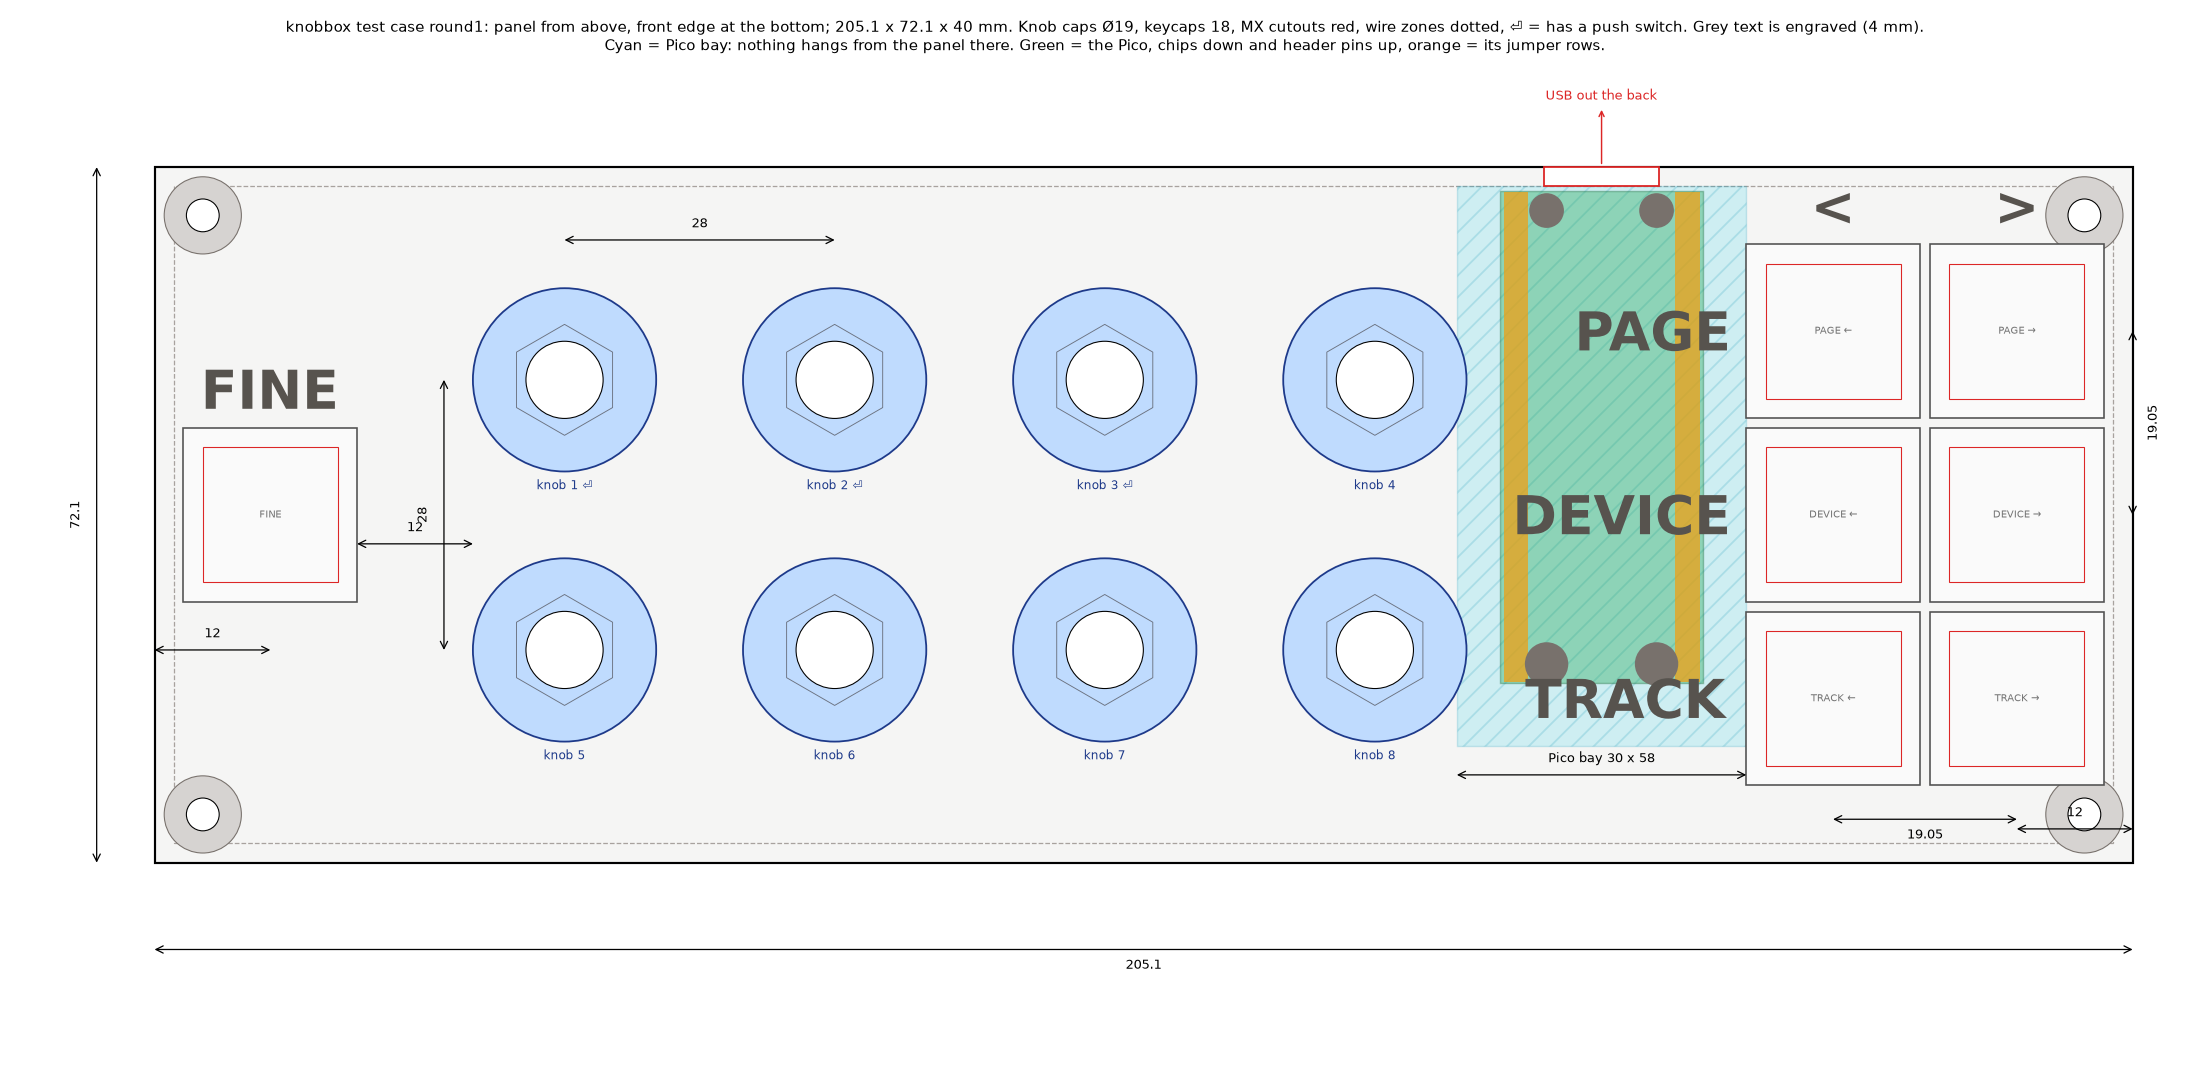 knobbox test case round1: panel from above, front edge at the bottom; 205.1 x 72.1 x 40 mm. Knob caps Ø19, keycaps 18, MX cutouts red, wire zones dotted, ⏎ = has a push switch. Grey text is engraved (4 mm).
Cyan = Pico bay: nothing hangs from the panel there. Green = the Pico, chips down and header pins up, orange = its jumper rows.
USB out the back
< >
28
PAGE
PAGE ←
PAGE →
FINE
19.05
knob 1 ⏎
knob 2 ⏎
knob 3 ⏎
knob 4
72.1
FINE
28
12
DEVICE
DEVICE ←
DEVICE →
12
TRACK
TRACK ←
TRACK →
knob 5
knob 6
knob 7
knob 8
Pico bay 30 x 58
12
19.05
205.1